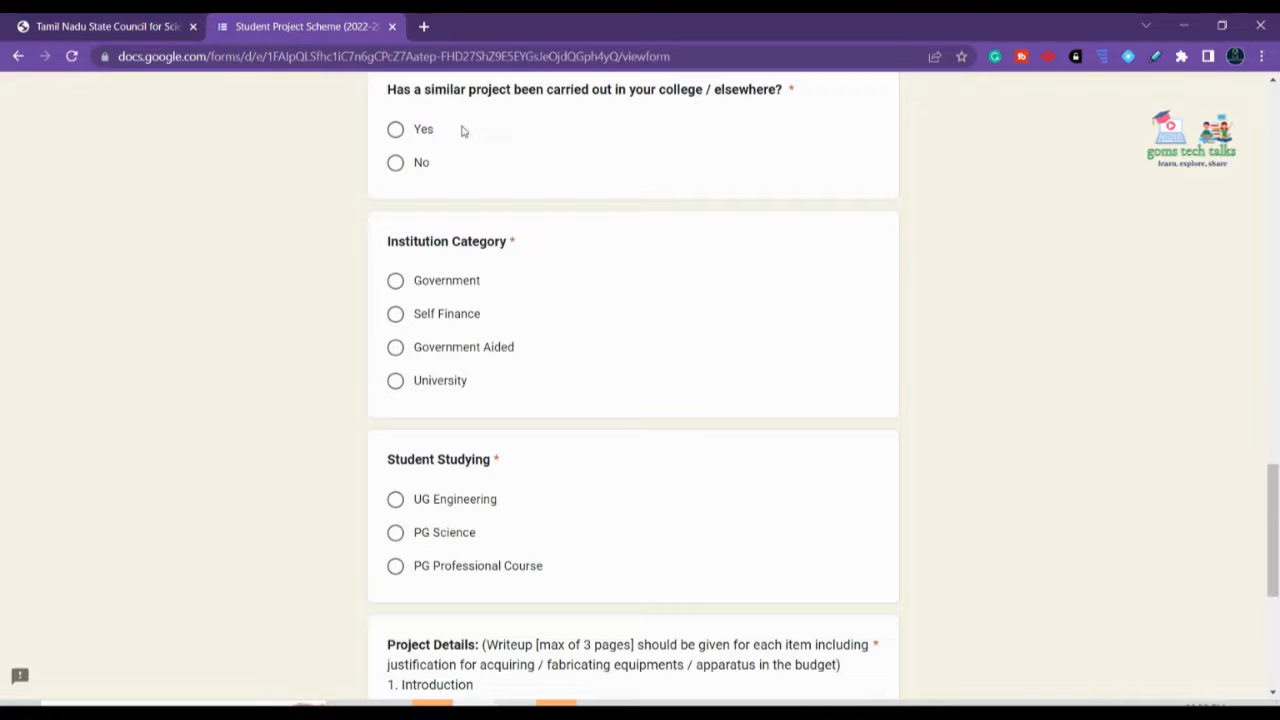 Tamil Nadu State Council for Scie
Student Project Scheme (2022-20
docs.google.com/forms/d/e/1FAIpQLSfhc1iC7n6gCPcZ7Aatep-FHD27ShZ9E5EYGsJeOjdQGph4yQ/viewform
Has a similar project been carried out in your college / elsewhere? *
Yes
No
goms tech talks
learn, explore, share
Institution Category *
Government
Self Finance
Government Aided
University
Student Studying *
UG Engineering
PG Science
PG Professional Course
Project Details: (Writeup [max of 3 pages] should be given for each item including *
justification for acquiring / fabricating equipments / apparatus in the budget)
1. Introduction